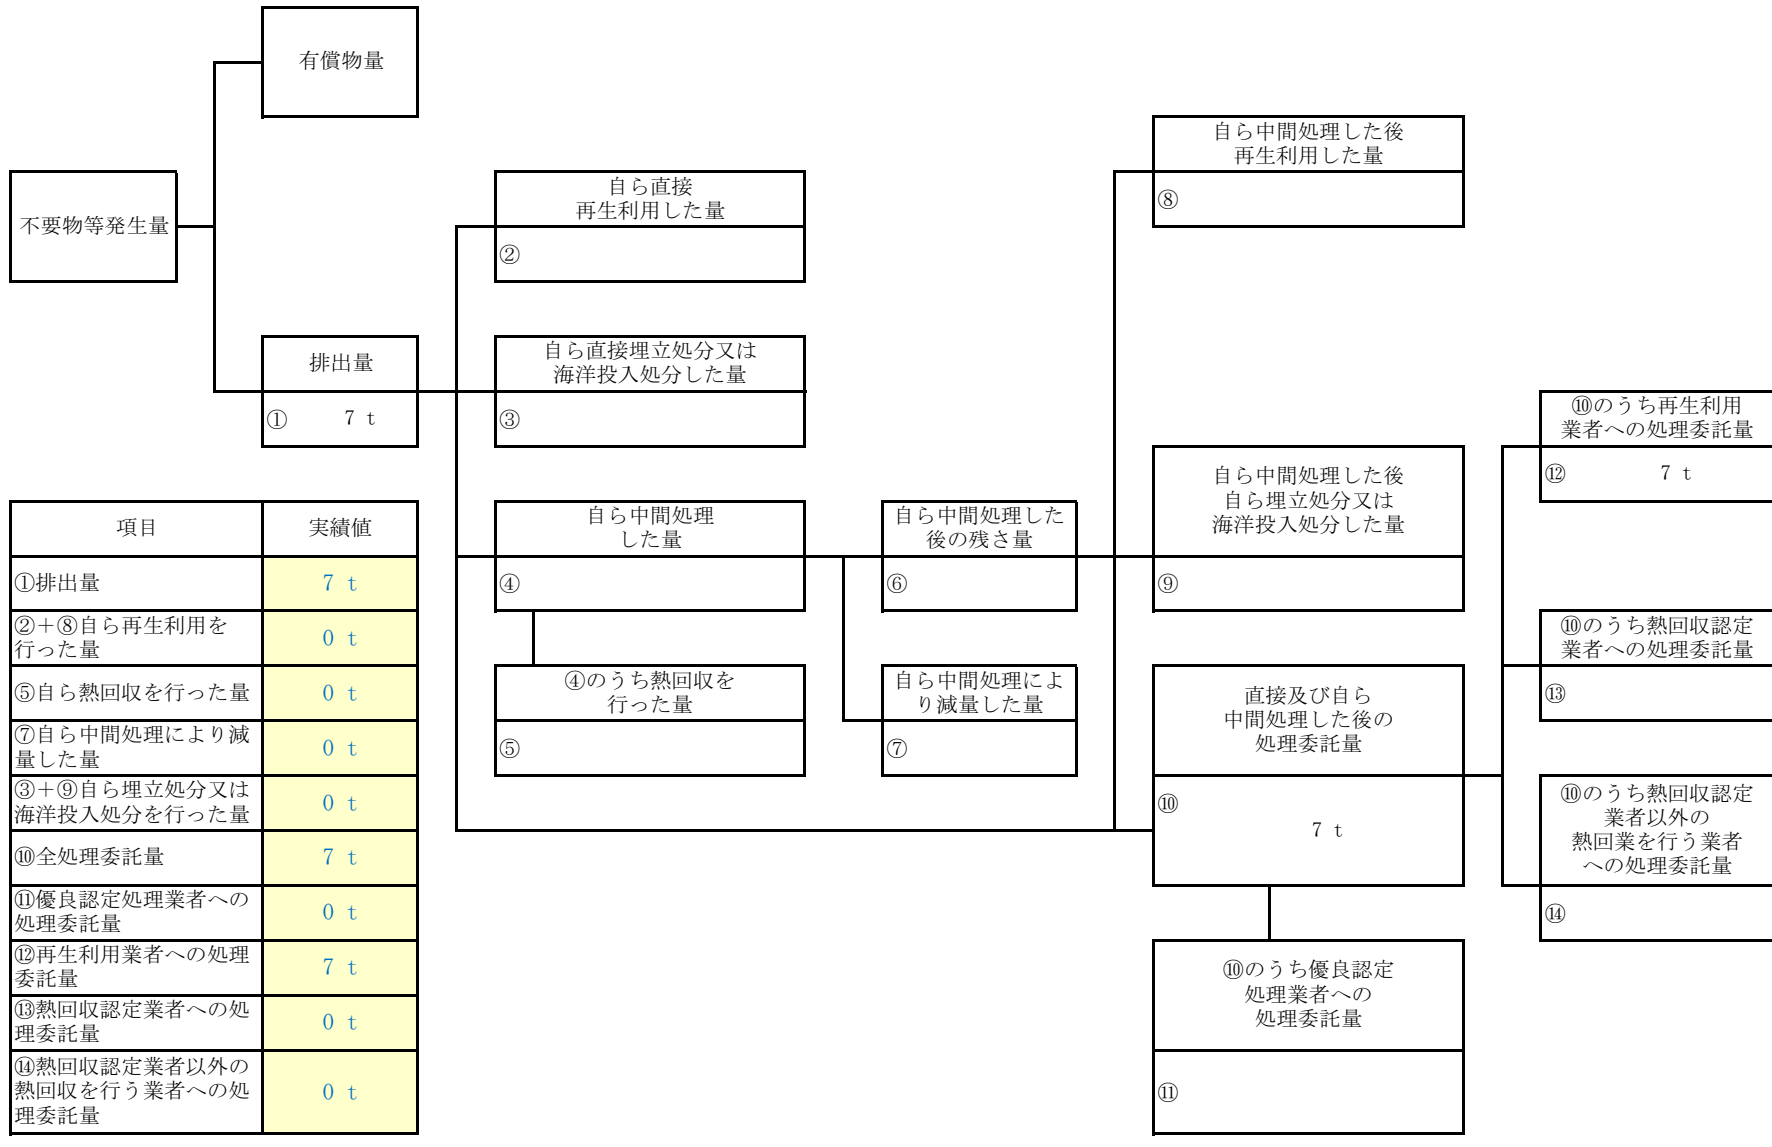 有償物量
自ら中間処理した後
再生利用した量
⑧
不要物等発生量
自ら直接
再生利用した量
②
排出量
① 7 t
自ら直接埋立処分又は
海洋投入処分した量
③
⑩のうち再生利用
業者への処理委託量
⑫ 7 t
自ら中間処理
した量
④
自ら中間処理した
後の残さ量
⑥
自ら中間処理した後
自ら埋立処分又は
海洋投入処分した量
⑨
⑩のうち熱回収認定
業者への処理委託量
⑬
④のうち熱回収を
行った量
⑤
自ら中間処理によ
り減量した量
⑦
直接及び自ら
中間処理した後の
処理委託量
⑩
7 t
⑩のうち熱回収認定
業者以外の
熱回業を行う業者
への処理委託量
⑭
⑩のうち優良認定
処理業者への
処理委託量
⑪
項目 実績値
①排出量 7 t
②＋⑧自ら再生利用を
行った量 0 t
⑤自ら熱回収を行った量 0 t
⑦自ら中間処理により減
量した量 0 t
③＋⑨自ら埋立処分又は
海洋投入処分を行った量 0 t
⑩全処理委託量 7 t
⑪優良認定処理業者への
処理委託量 0 t
⑫再生利用業者への処理
委託量 7 t
⑬熱回収認定業者への処
理委託量 0 t
⑭熱回収認定業者以外の
熱回収を行う業者への処
理委託量 0 t